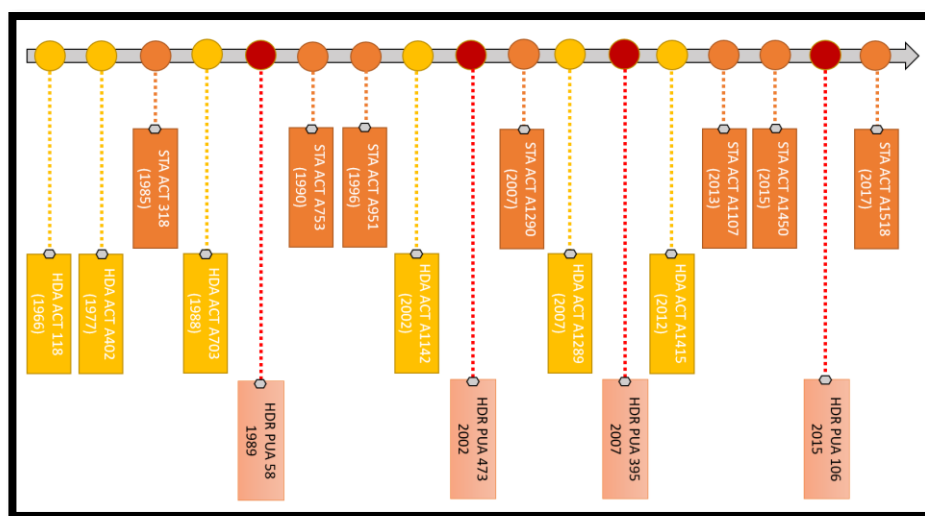 HDA ACT 118
(1966)
HDA ACT A402
(1977)
STA ACT 318
(1985)
HDA ACT A703
(1988)
HDR PUA 58
1989
STA ACT A753
(1990)
STA ACT A951
(1996)
HDA ACT A1142
(2002)
HDR PUA 473
2002
STA ACT A1290
(2007)
HDA ACT A1289
(2007)
HDR PUA 395
2007
HDA ACT A1415
(2012)
STA ACT A1107
(2013)
STA ACT A1450
(2015)
HDR PUA 106
2015
STA ACT A1518
(2017)